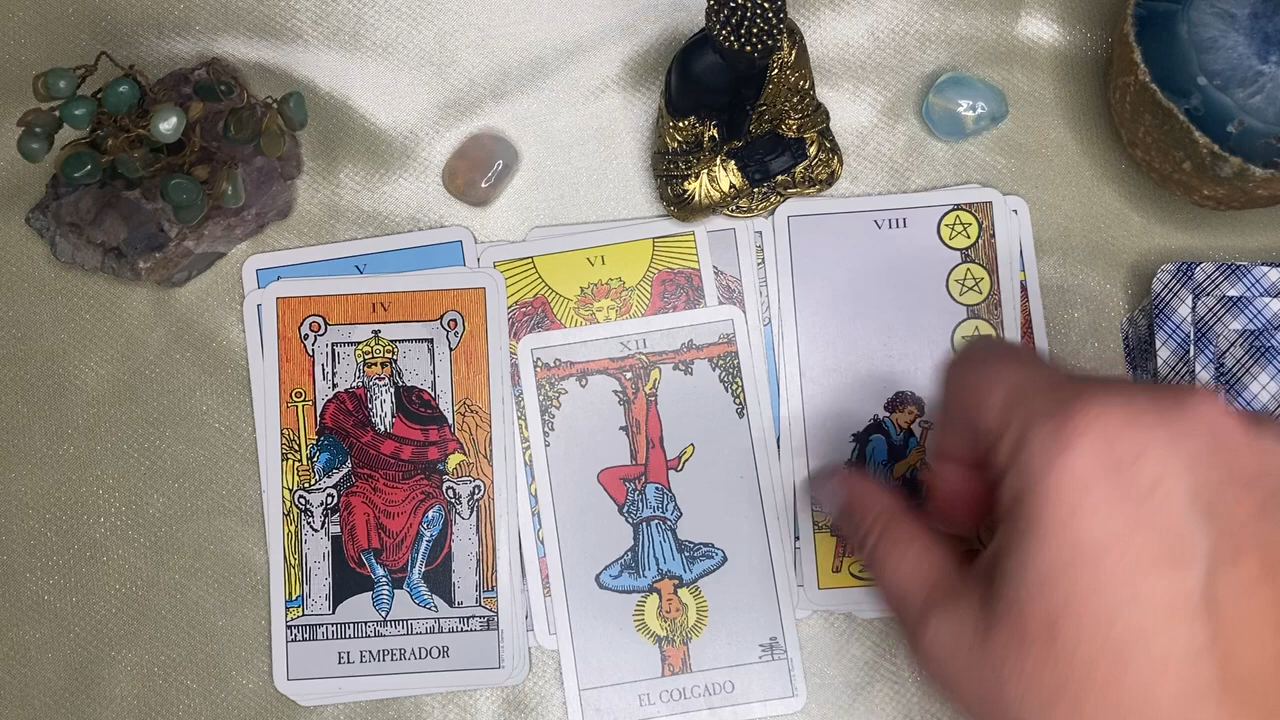 V
IV
EL EMPERADOR
VI
XII
EL COLGADO
VIII